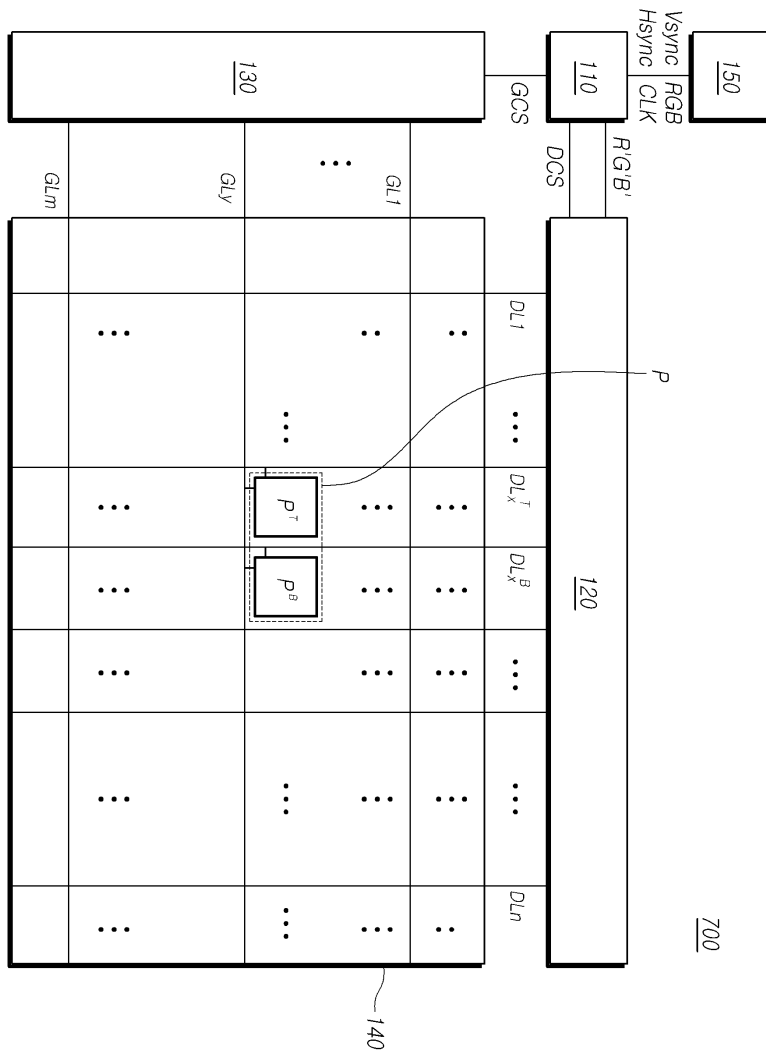 700
150
Vsync RGB
Hsync CLK
P
R'G'B'
110
120
DCS
GCS
DL1 DLxᵀ DLxᴮ DLn
GL1
140
Pᵀ Pᴮ
130
GLy
GLm